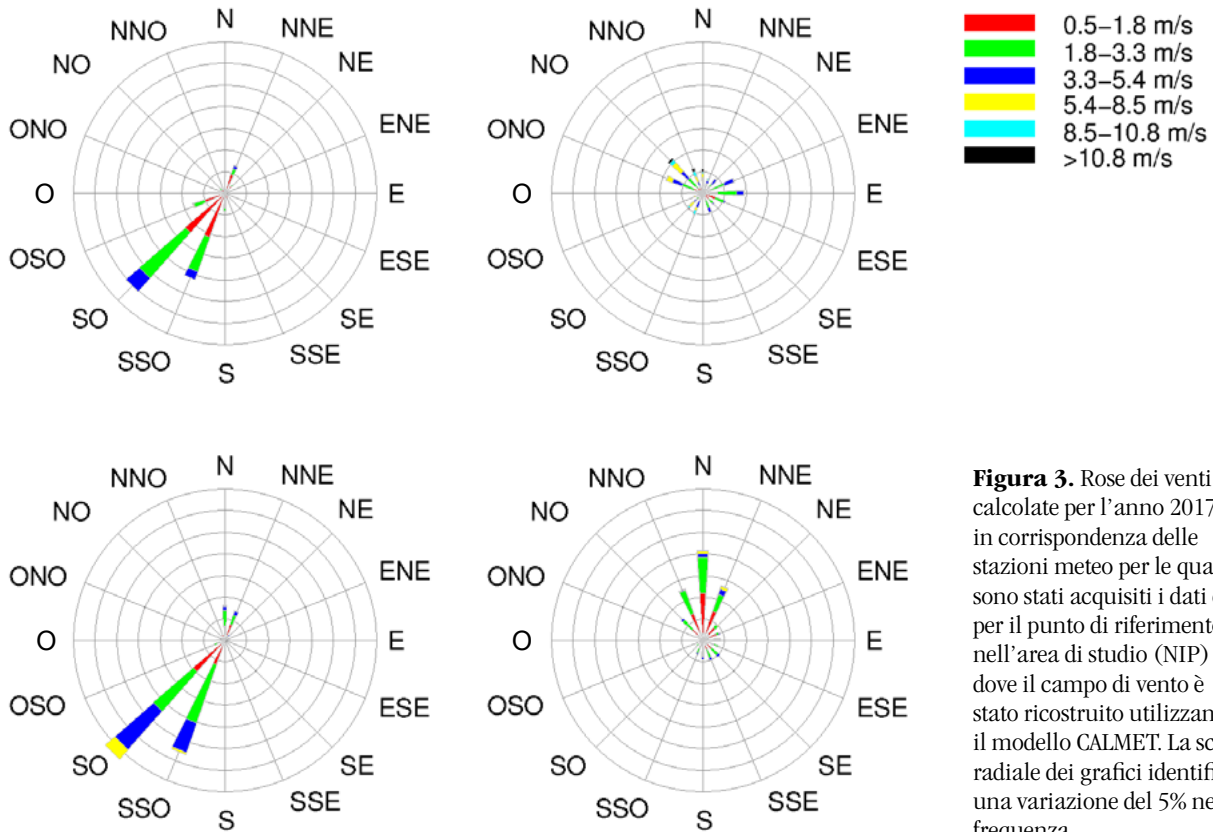 N
NNO
NNE
NO
NE
ONO
ENE
O
E
OSO
ESE
SO
SE
SSO
SSE
S
N
NNO
NNE
NO
NE
ONO
ENE
O
E
OSO
ESE
SO
SE
SSO
SSE
S
0.5–1.8 m/s
1.8–3.3 m/s
3.3–5.4 m/s
5.4–8.5 m/s
8.5–10.8 m/s
>10.8 m/s
N
NNO
NNE
NO
NE
ONO
ENE
O
E
OSO
ESE
SO
SE
SSO
SSE
S
N
NNO
NNE
NO
NE
ONO
ENE
O
E
OSO
ESE
SO
SE
SSO
SSE
S
Figura 3. Rose dei venti
calcolate per l'anno 2017
in corrispondenza delle
stazioni meteo per le qua
sono stati acquisiti i dati
per il punto di riferimento
nell'area di studio (NIP)
dove il campo di vento è
stato ricostruito utilizzan
il modello CALMET. La sc
radiale dei grafici identifi
una variazione del 5% ne